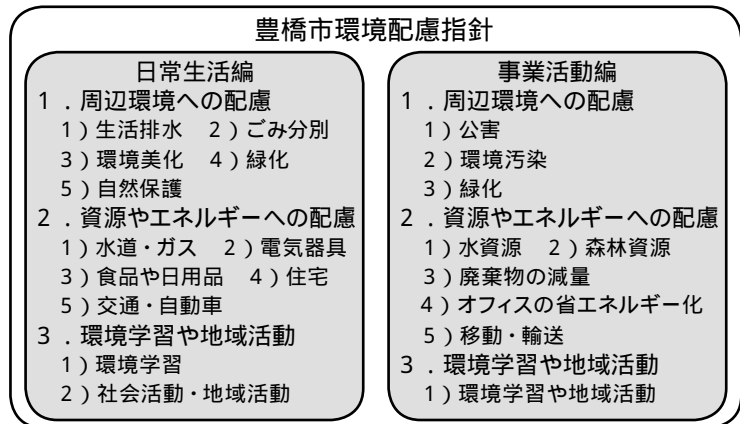 豊橋市環境配慮指針
日常生活編
１．周辺環境への配慮
１）生活排水　２）ごみ分別
３）環境美化　４）緑化
５）自然保護
２．資源やエネルギーへの配慮
１）水道・ガス　２）電気器具
３）食品や日用品　４）住宅
５）交通・自動車
３．環境学習や地域活動
１）環境学習
２）社会活動・地域活動
事業活動編
１．周辺環境への配慮
１）公害
２）環境汚染
３）緑化
２．資源やエネルギーへの配慮
１）水資源　２）森林資源
３）廃棄物の減量
４）オフィスの省エネルギー化
５）移動・輸送
３．環境学習や地域活動
１）環境学習や地域活動